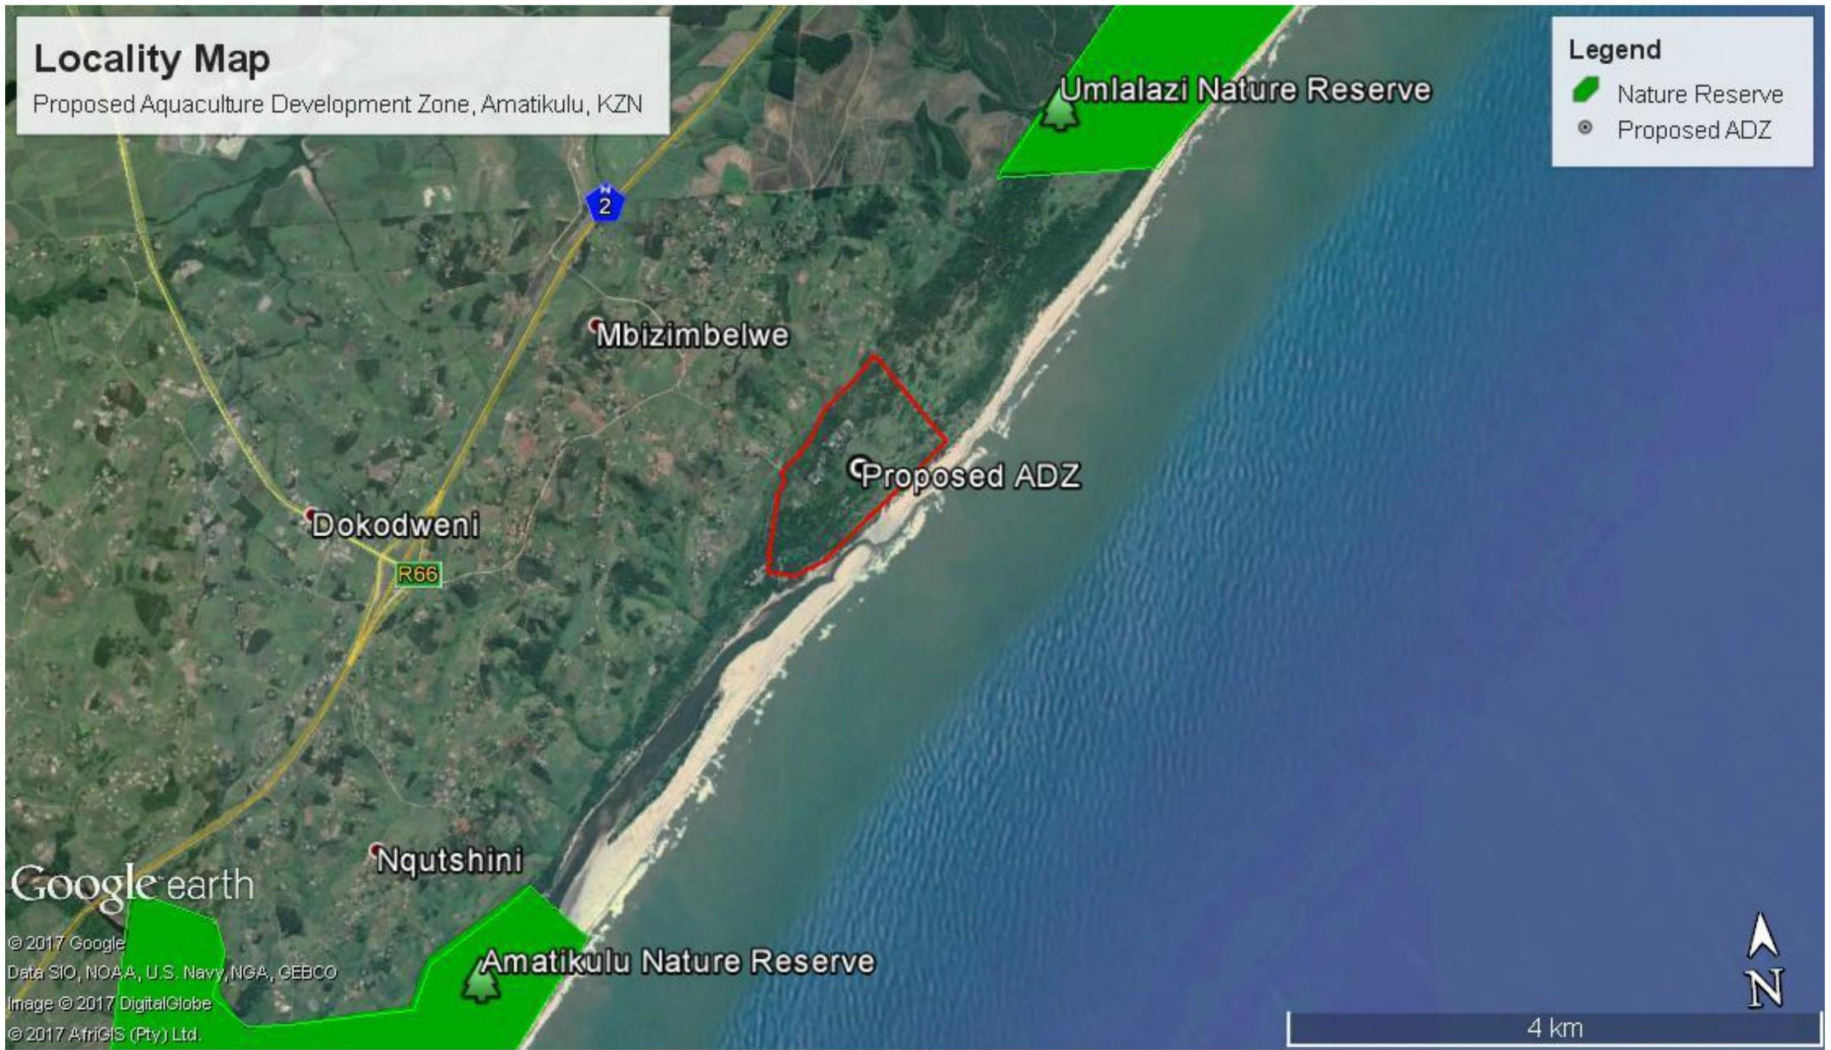 Locality Map
Proposed Aquaculture Development Zone, Amatikulu, KZN
Legend
Nature Reserve
Proposed ADZ
Umlalazi Nature Reserve
N
2
Mbizimbelwe
Proposed ADZ
Dokodweni
R66
Nqutshini
Google earth
Amatikulu Nature Reserve
© 2017 Google
Data SIO, NOAA, U.S. Navy, NGA, GEBCO
Image © 2017 DigitalGlobe
© 2017 AfriGIS (Pty) Ltd.
N
4 km